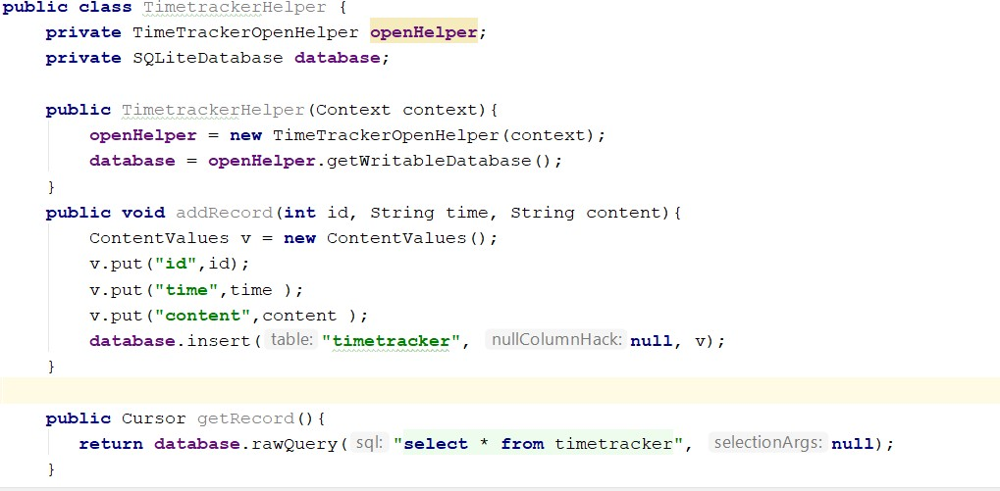 public class TimetrackerHelper {
    private TimeTrackerOpenHelper openHelper;
    private SQLiteDatabase database;

    public TimetrackerHelper(Context context){
        openHelper = new TimeTrackerOpenHelper(context);
        database = openHelper.getWritableDatabase();
    }
    public void addRecord(int id, String time, String content){
        ContentValues v = new ContentValues();
        v.put("id",id);
        v.put("time",time );
        v.put("content",content );
        database.insert( table: "timetracker", nullColumnHack: null, v);
    }

    public Cursor getRecord(){
       return database.rawQuery( sql: "select * from timetracker", selectionArgs: null);
    }